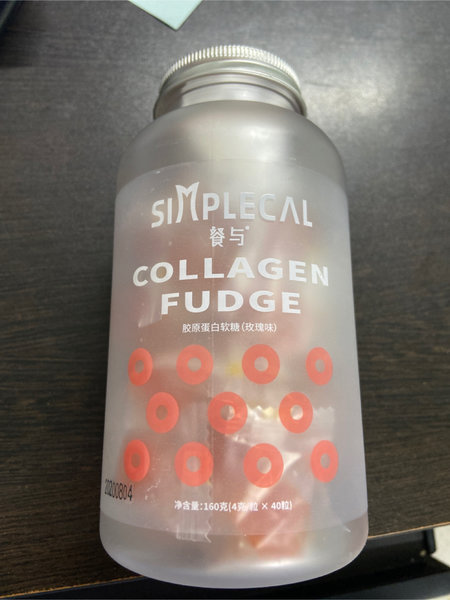 SIMPLECAL
餐与®
COLLAGEN
FUDGE
胶原蛋白软糖(玫瑰味)
20200804
净含量:160克(4克/粒 × 40粒)